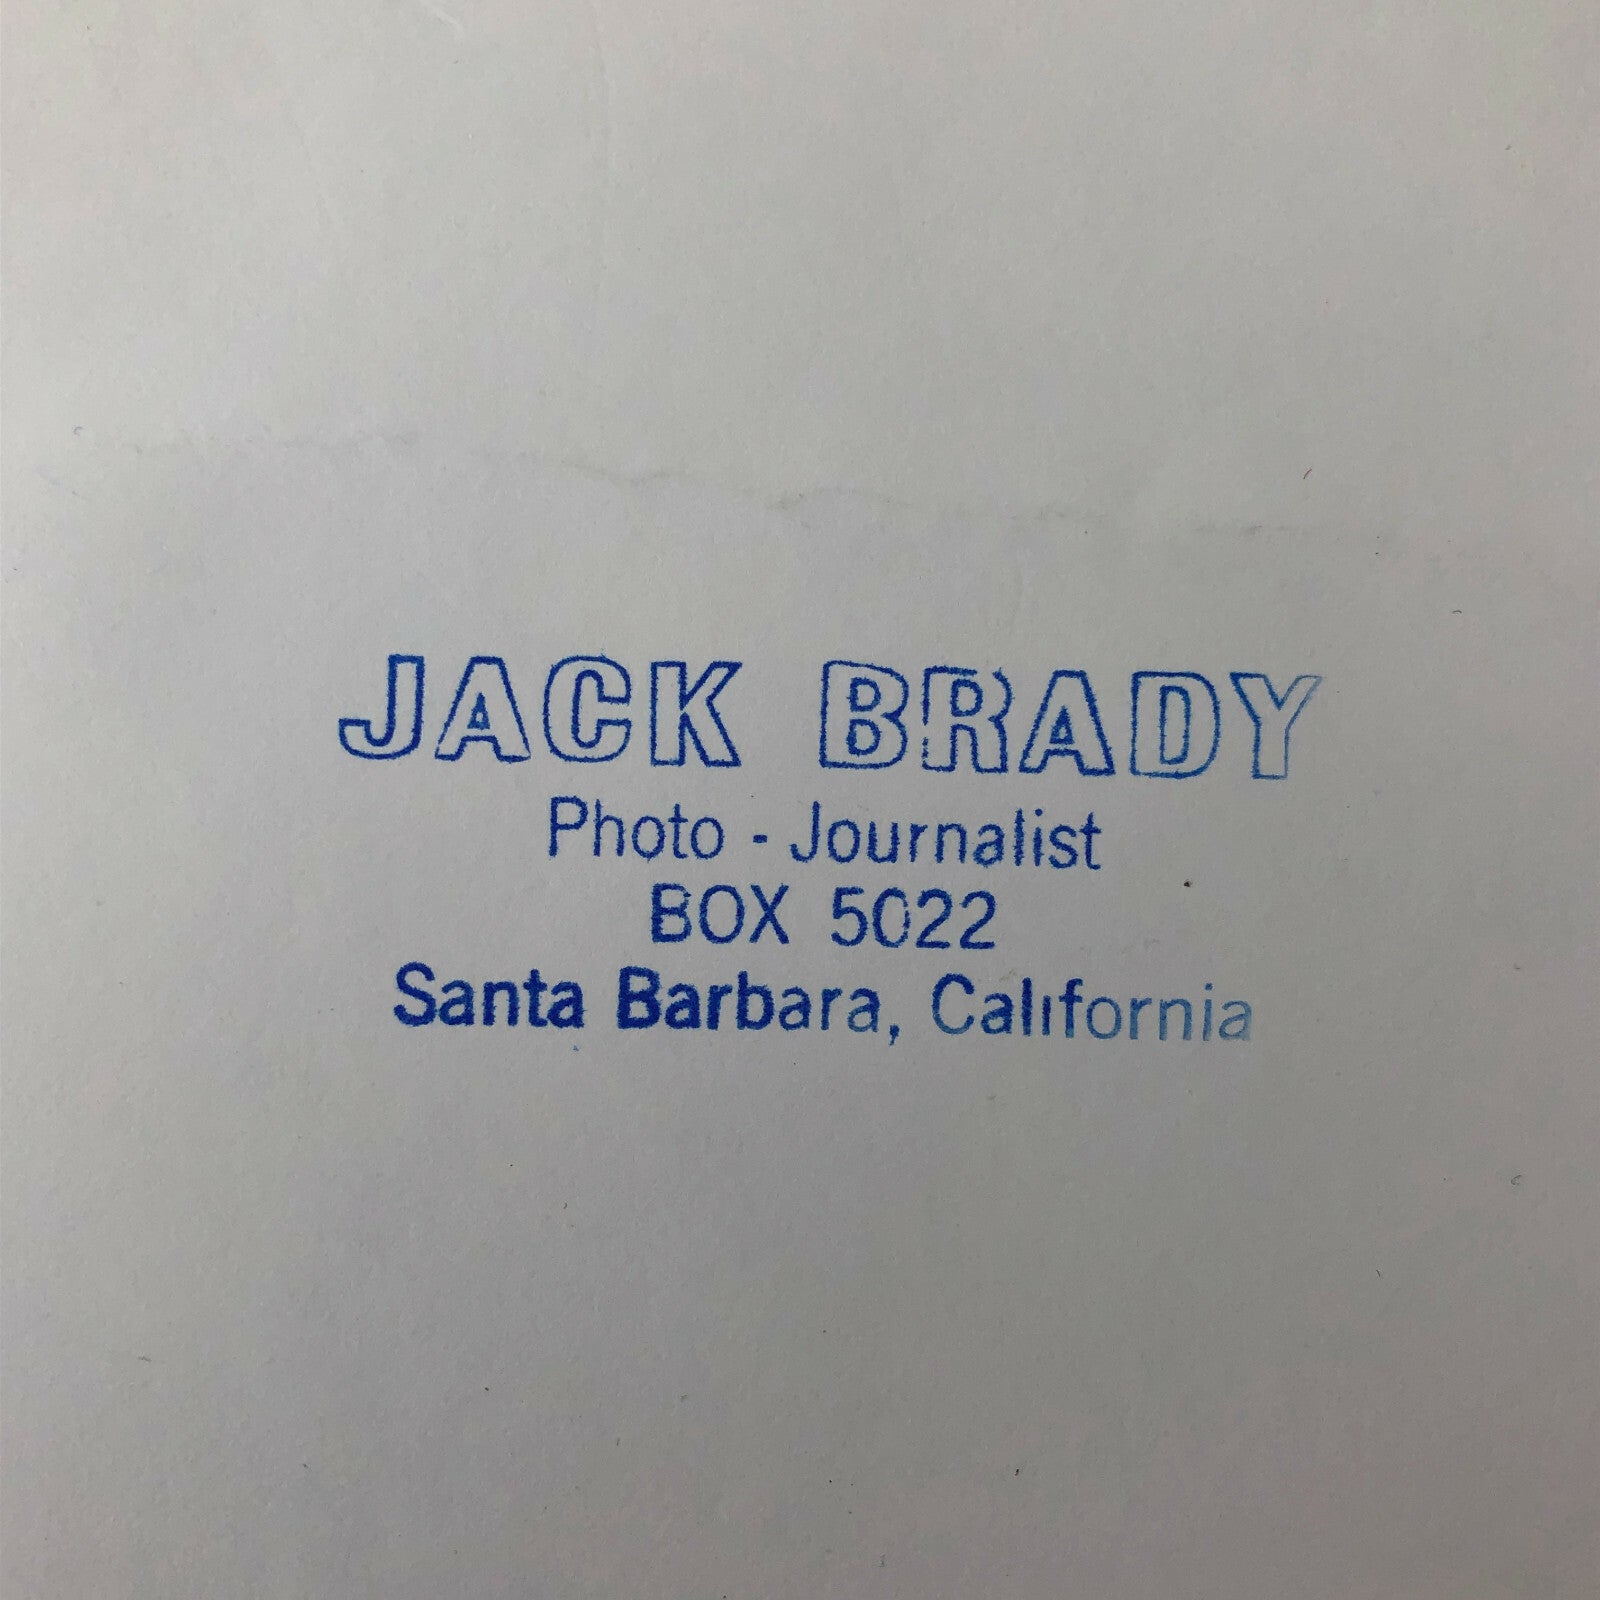 JACK BRADY
Photo - Journalist
BOX 5022
Santa Barbara, California